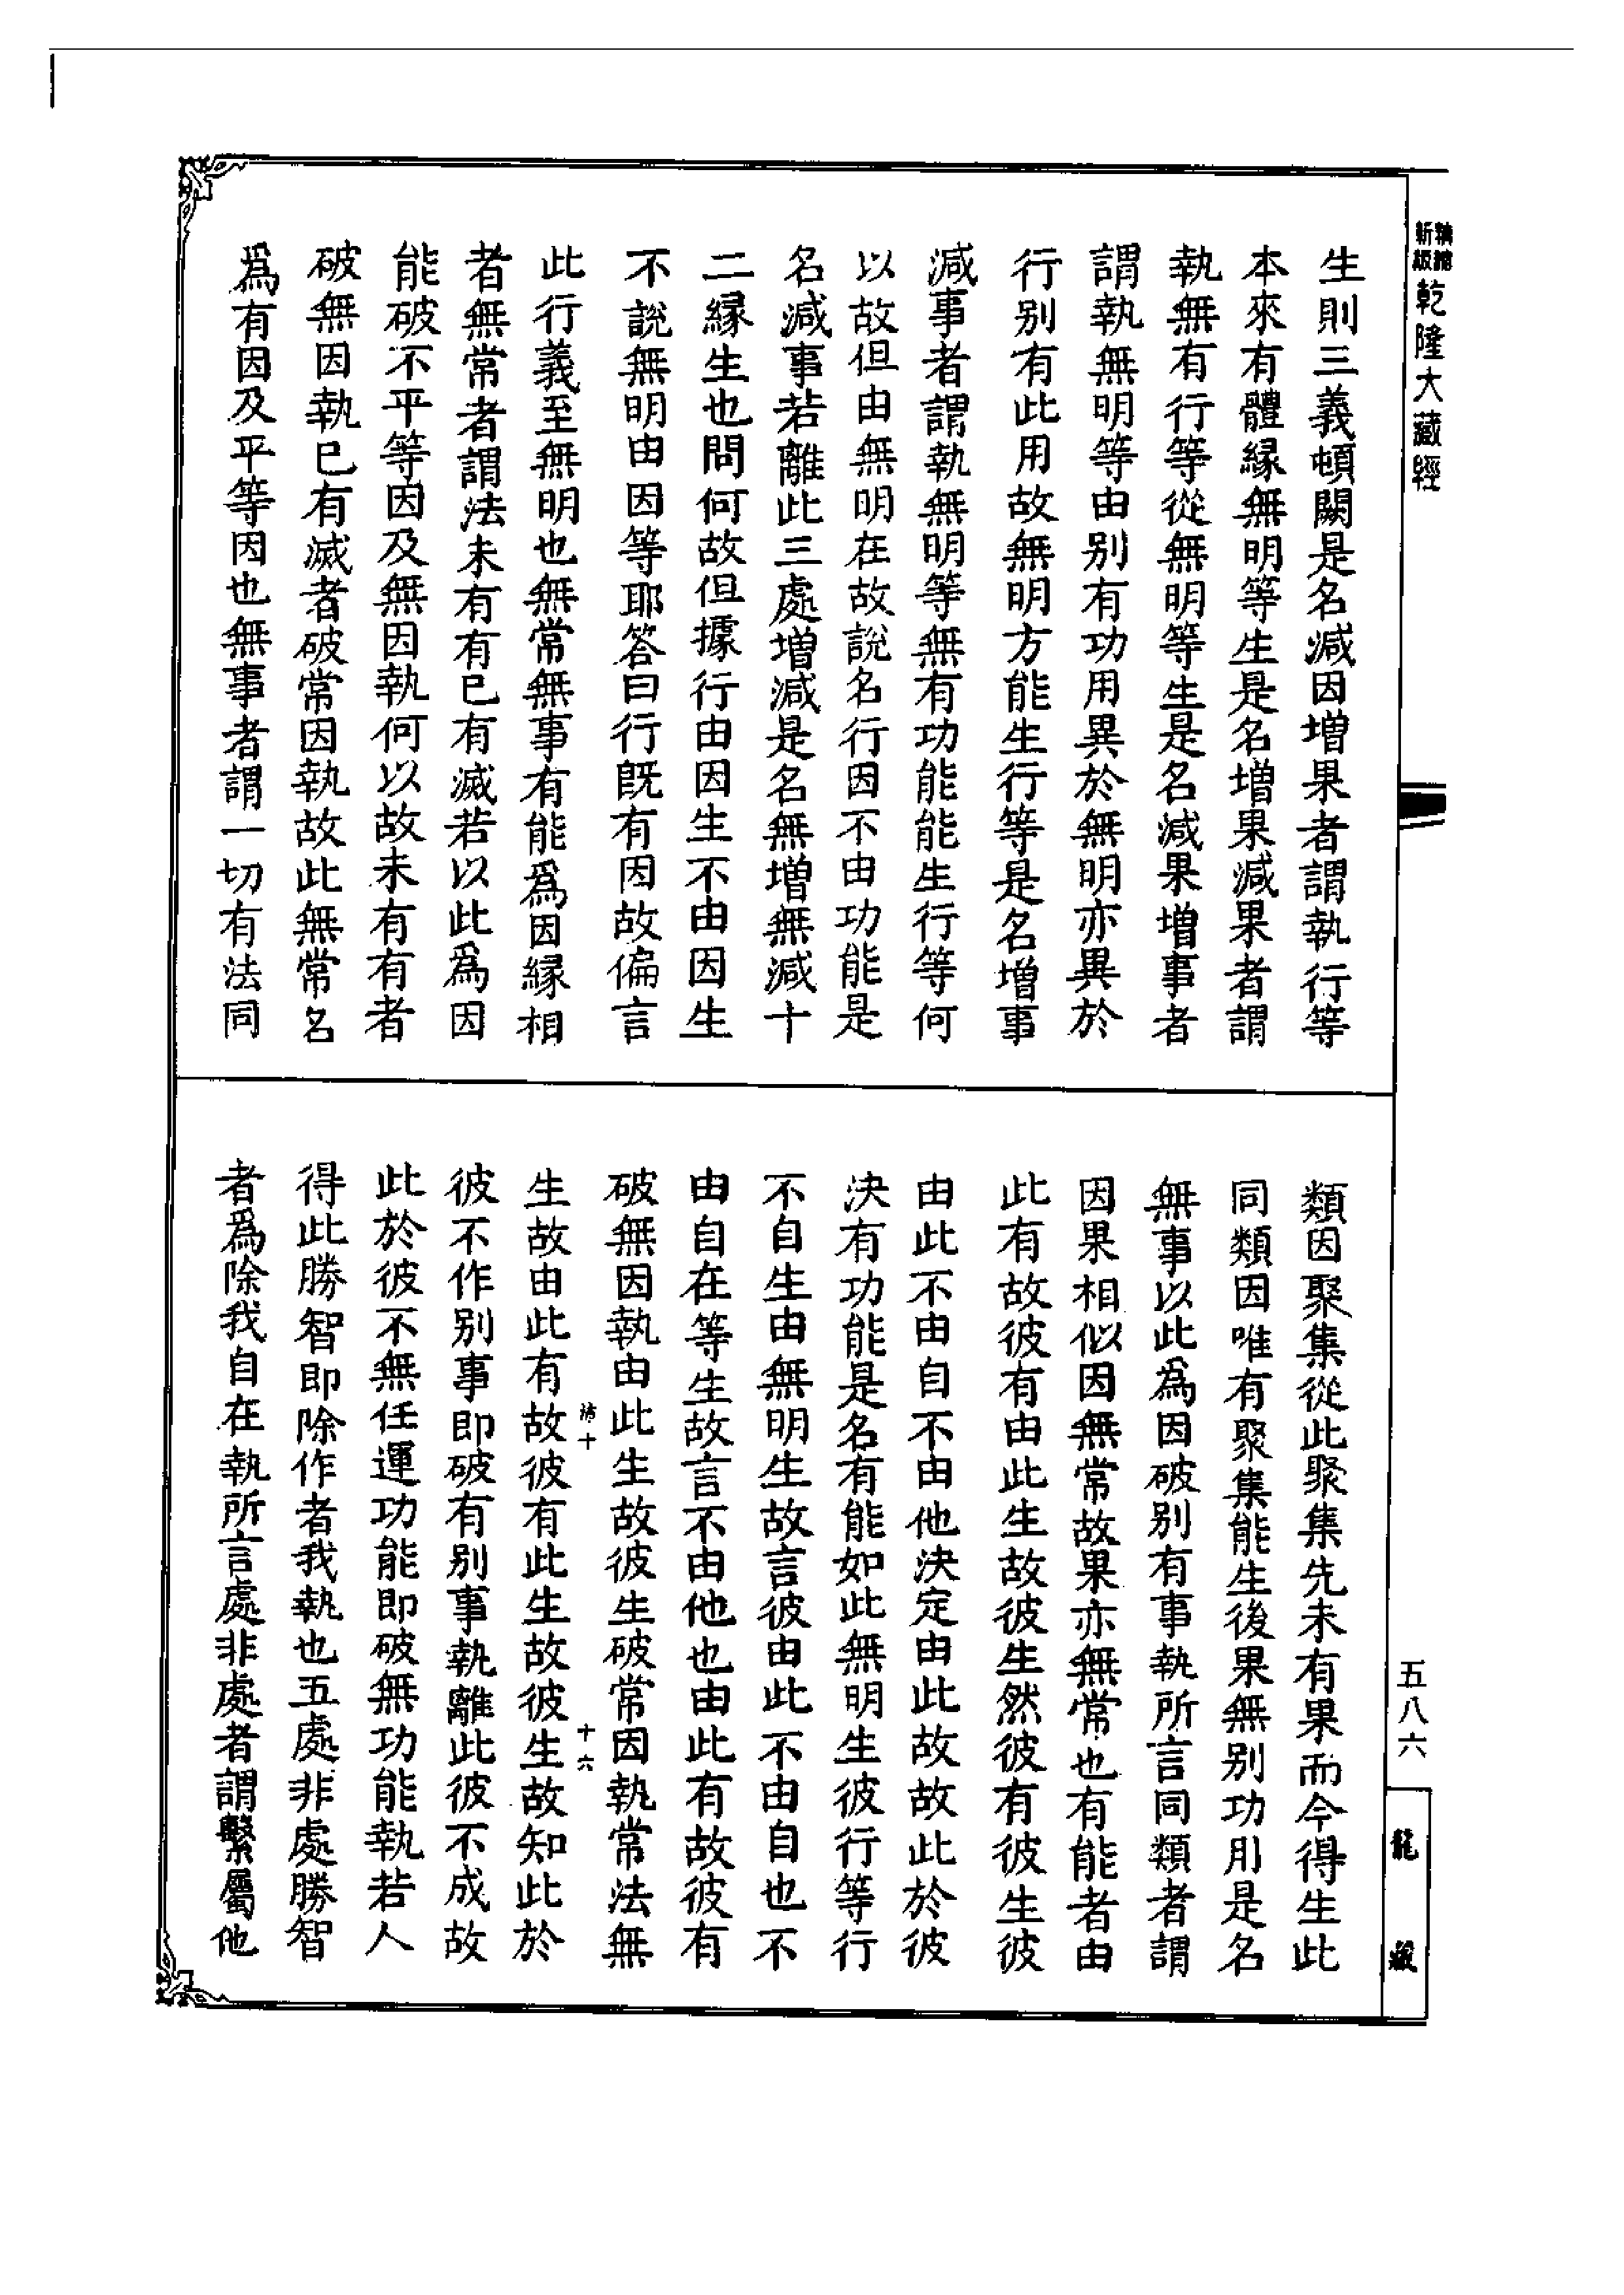 精縮新級乾隆大藏經
生則三義頓闕是名減因增果者謂執行等
本來有體緣無明等生是名增果減果者謂
執無有行等從無明等生是名減果增事者
謂執無明等由別有功用異於無明亦異於
行別有此用故無明方能生行等是名增事
減事者謂執無明等無有功能能生行等何
以故但由無明在故說名行因不由功能是
名減事若離此三處增減是名無增無減十
二緣生也問何故但據行由因生不由因生
不說無明由因等耶答曰行既有因故偏言
此行義至無明也無常無事有能爲因緣相
者無常者謂法未有有已有滅若以此爲因
能破不平等因及無因執何以故未有有者
破無因執已有滅者破常因執故此無常名
爲有因及平等因也無事者謂一切有法同
類因聚集從此聚集先未有果而今得生此
同類因唯有聚集能生後果無別功用是名
無事以此爲因破別有事執所言同類者謂
因果相似因無常故果亦無常也有能者由
此有故彼有由此生故彼生然彼有彼生彼
由此不由自不由他決定由此故故此於彼
決有功能是名有能如此無明生彼行等行
不自生由無明生故言彼由此不由自也不
由自在等生故言不由他也由此有故彼有
破無因執由此生故彼生破常因執常法無
十六
生故由此有故彼有此生故彼生故知此於
彼不作別事即破有別事執離此彼不成故
此於彼不無任運功能即破無功能執若人
得此勝智即除作者我執也五處非處勝智
者爲除我自在執所言處非處者謂繫屬他
五八六
龍藏